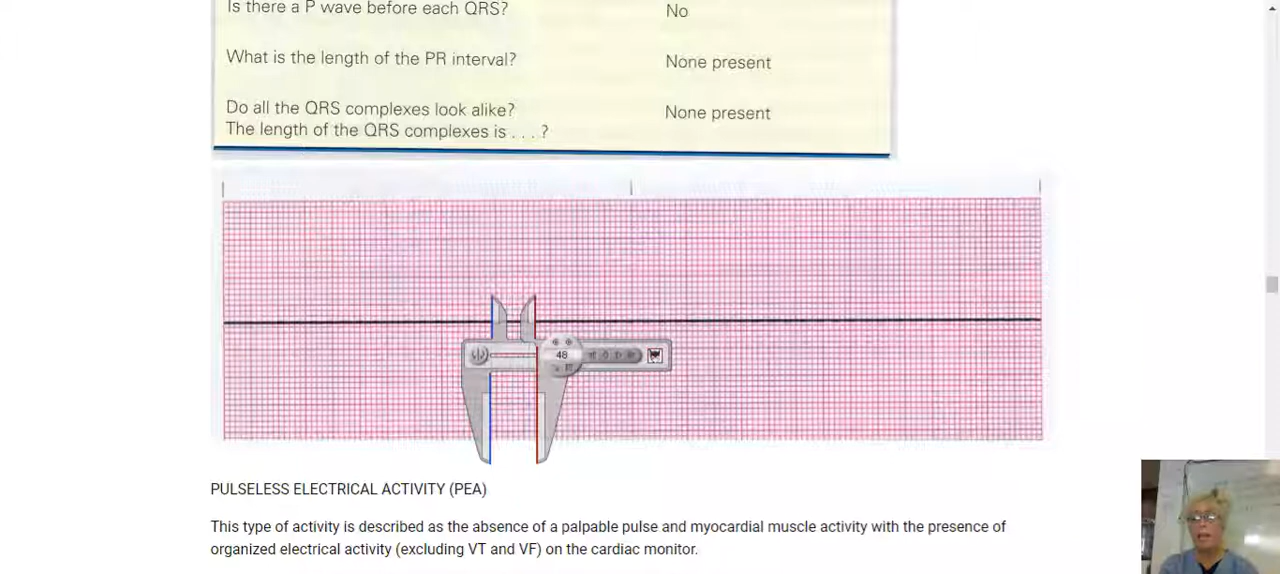 Is there a P wave before each QRS? No
What is the length of the PR interval? None present
Do all the QRS complexes look alike? None present
The length of the QRS complexes is . . . ?
48
PULSELESS ELECTRICAL ACTIVITY (PEA)
This type of activity is described as the absence of a palpable pulse and myocardial muscle activity with the presence of
organized electrical activity (excluding VT and VF) on the cardiac monitor.